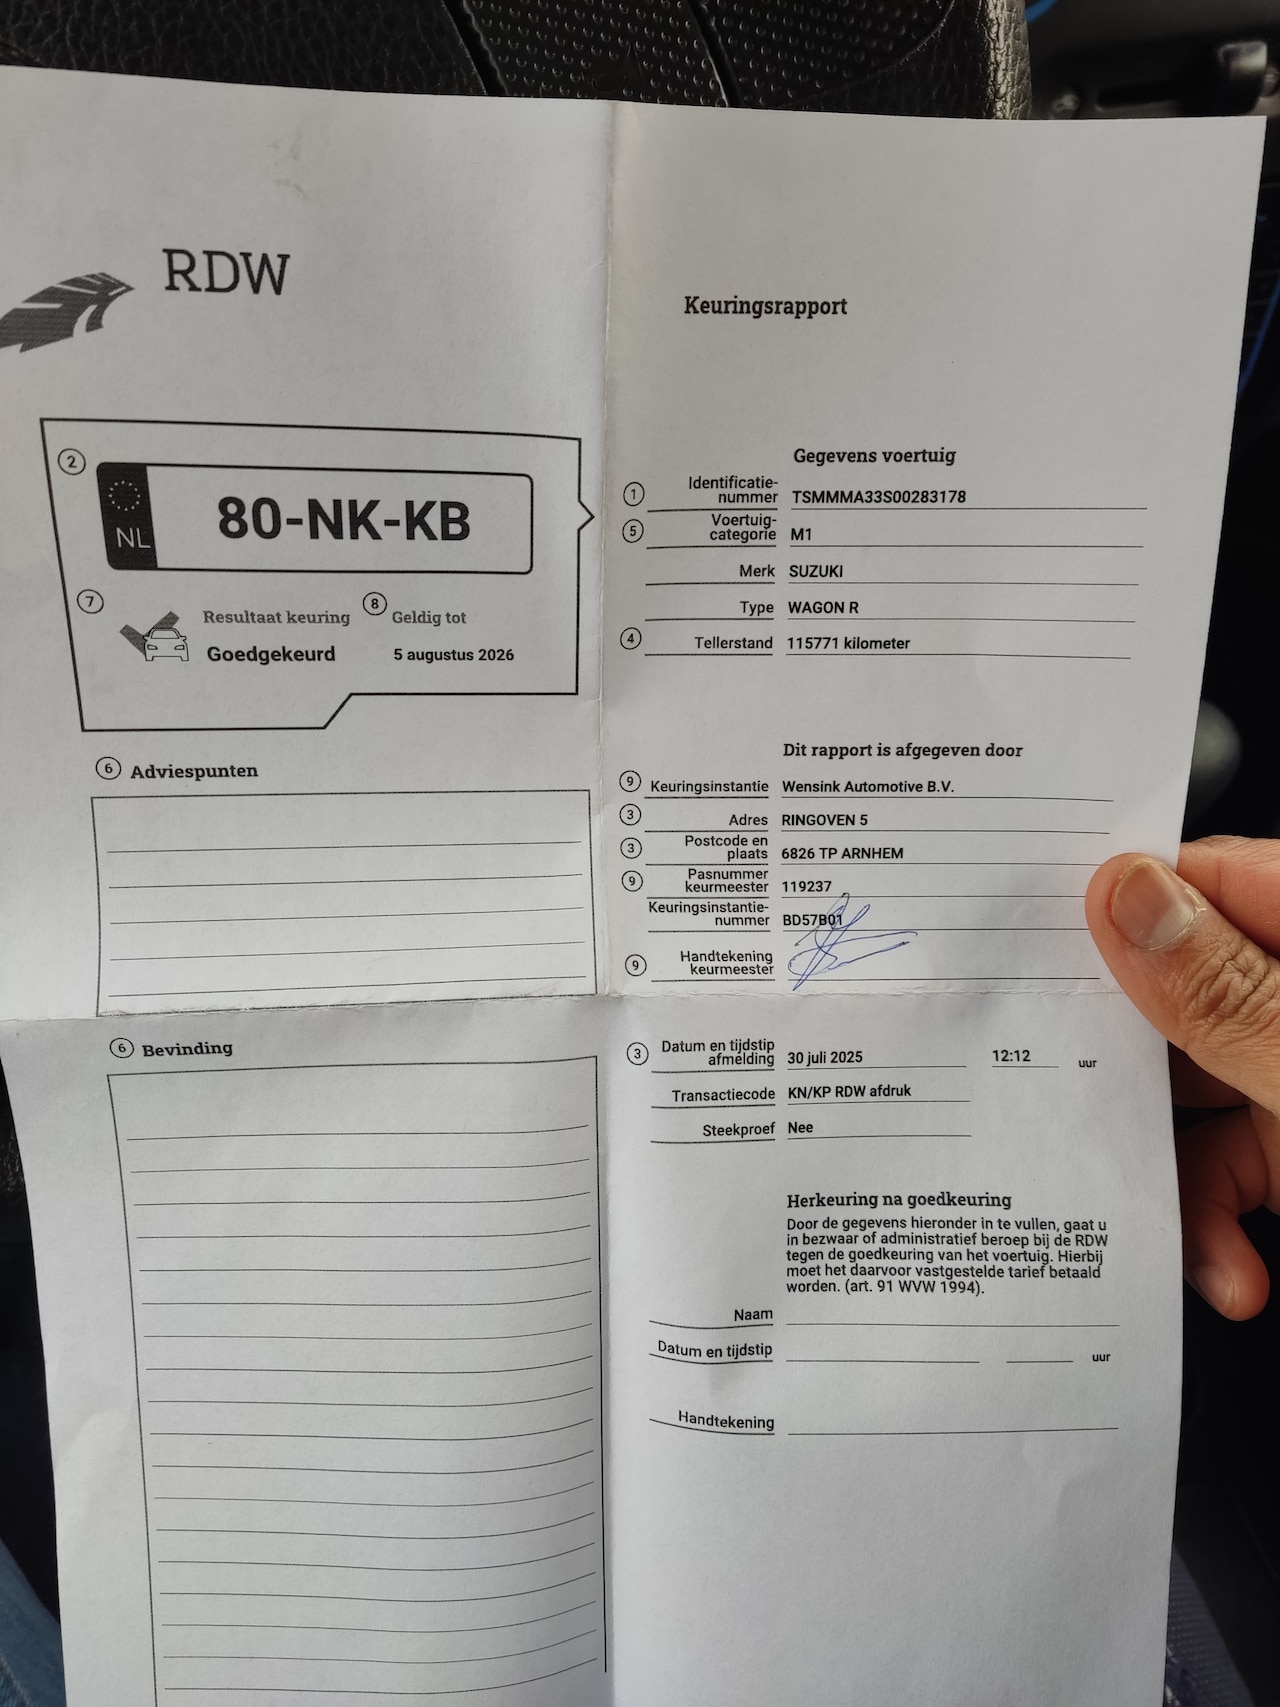 RDW
Keuringsrapport
2
NL
80-NK-KB
7
Resultaat keuring
Goedgekeurd
8
Geldig tot
5 augustus 2026
Gegevens voertuig
1 Identificatie-
nummer TSMMMA33S00283178
5 Voertuig-
categorie M1
Merk SUZUKI
Type WAGON R
4 Tellerstand 115771 kilometer
6 Adviespunten
Dit rapport is afgegeven door
9 Keuringsinstantie Wensink Automotive B.V.
3 Adres RINGOVEN 5
3 Postcode en
plaats 6826 TP ARNHEM
9 Pasnummer
keurmeester 119237
Keuringsinstantie-
nummer BD57B01
9 Handtekening
keurmeester
6 Bevinding
3 Datum en tijdstip
afmelding 30 juli 2025 12:12 uur
Transactiecode KN/KP RDW afdruk
Steekproef Nee
Herkeuring na goedkeuring
Door de gegevens hieronder in te vullen, gaat u
in bezwaar of administratief beroep bij de RDW
tegen de goedkeuring van het voertuig. Hierbij
moet het daarvoor vastgestelde tarief betaald
worden. (art. 91 WVW 1994).
Naam
Datum en tijdstip uur
Handtekening